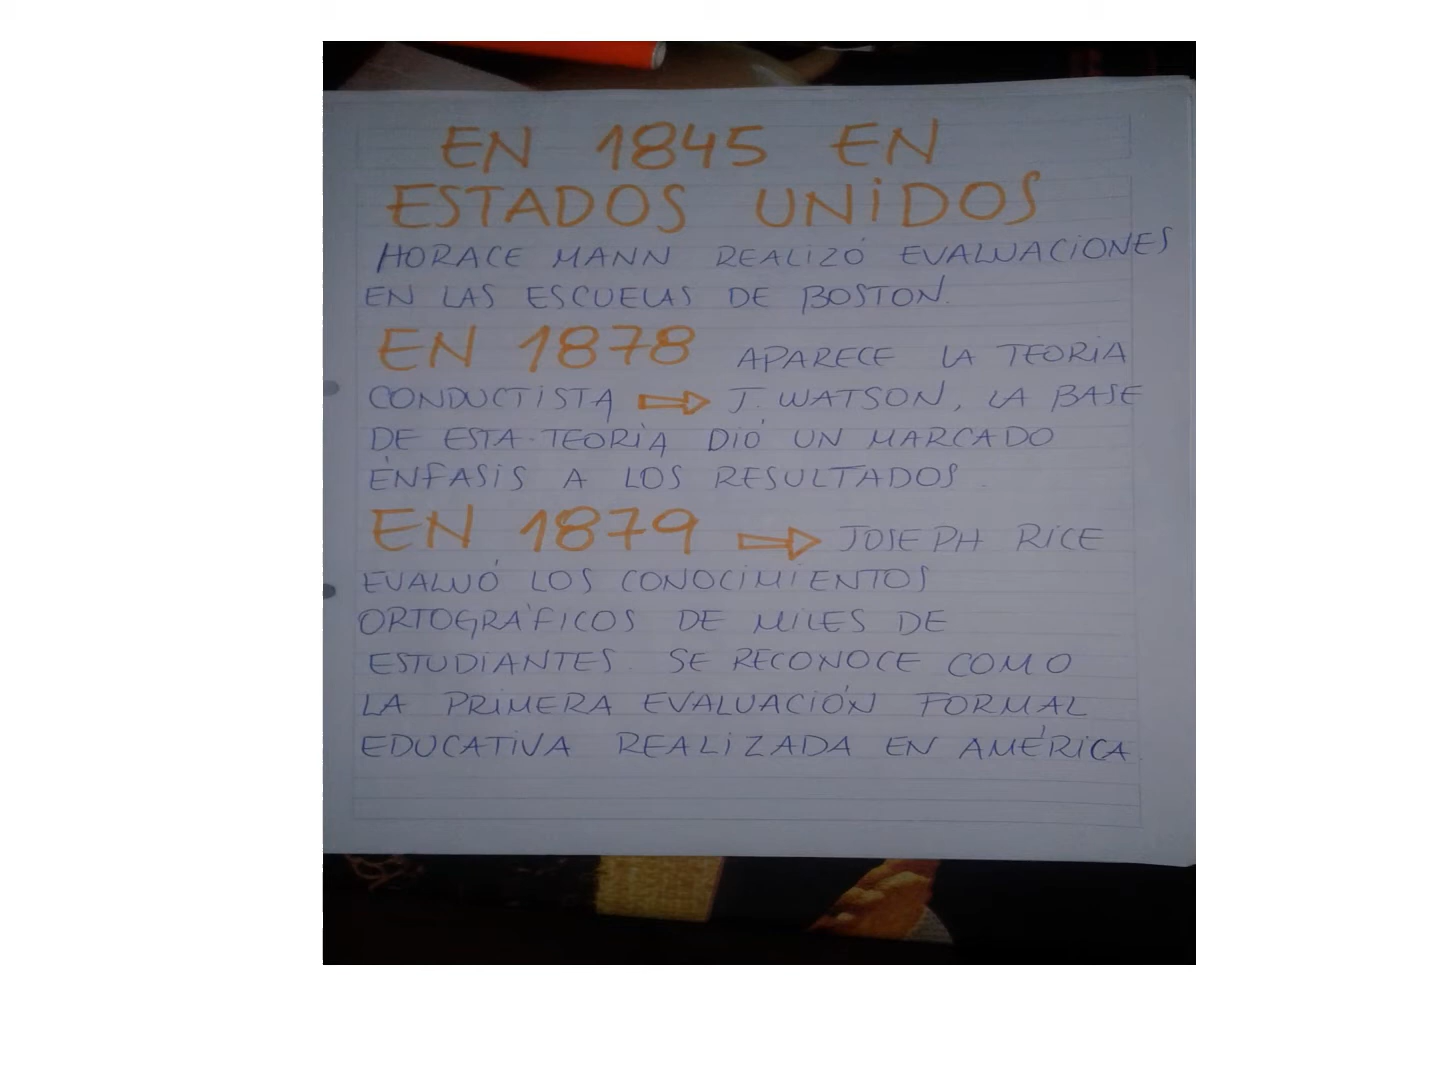 EN 1845 EN
ESTADOS UNIDOS
HORACE MANN REALIZÓ EVALUACIONES
EN LAS ESCUELAS DE BOSTON.
EN 1878 APARECE LA TEORIA
CONDUCTISTA ⇨ J. WATSON, LA BASE
DE ESTA TEORÍA DIÓ UN MARCADO
ÉNFASIS A LOS RESULTADOS.
EN 1879 ⇨ JOSEPH RICE
EVALUÓ LOS CONOCIMIENTOS
ORTOGRÁFICOS DE MILES DE
ESTUDIANTES. SE RECONOCE COMO
LA PRIMERA EVALUACIÓN FORMAL
EDUCATIVA REALIZADA EN AMÉRICA.